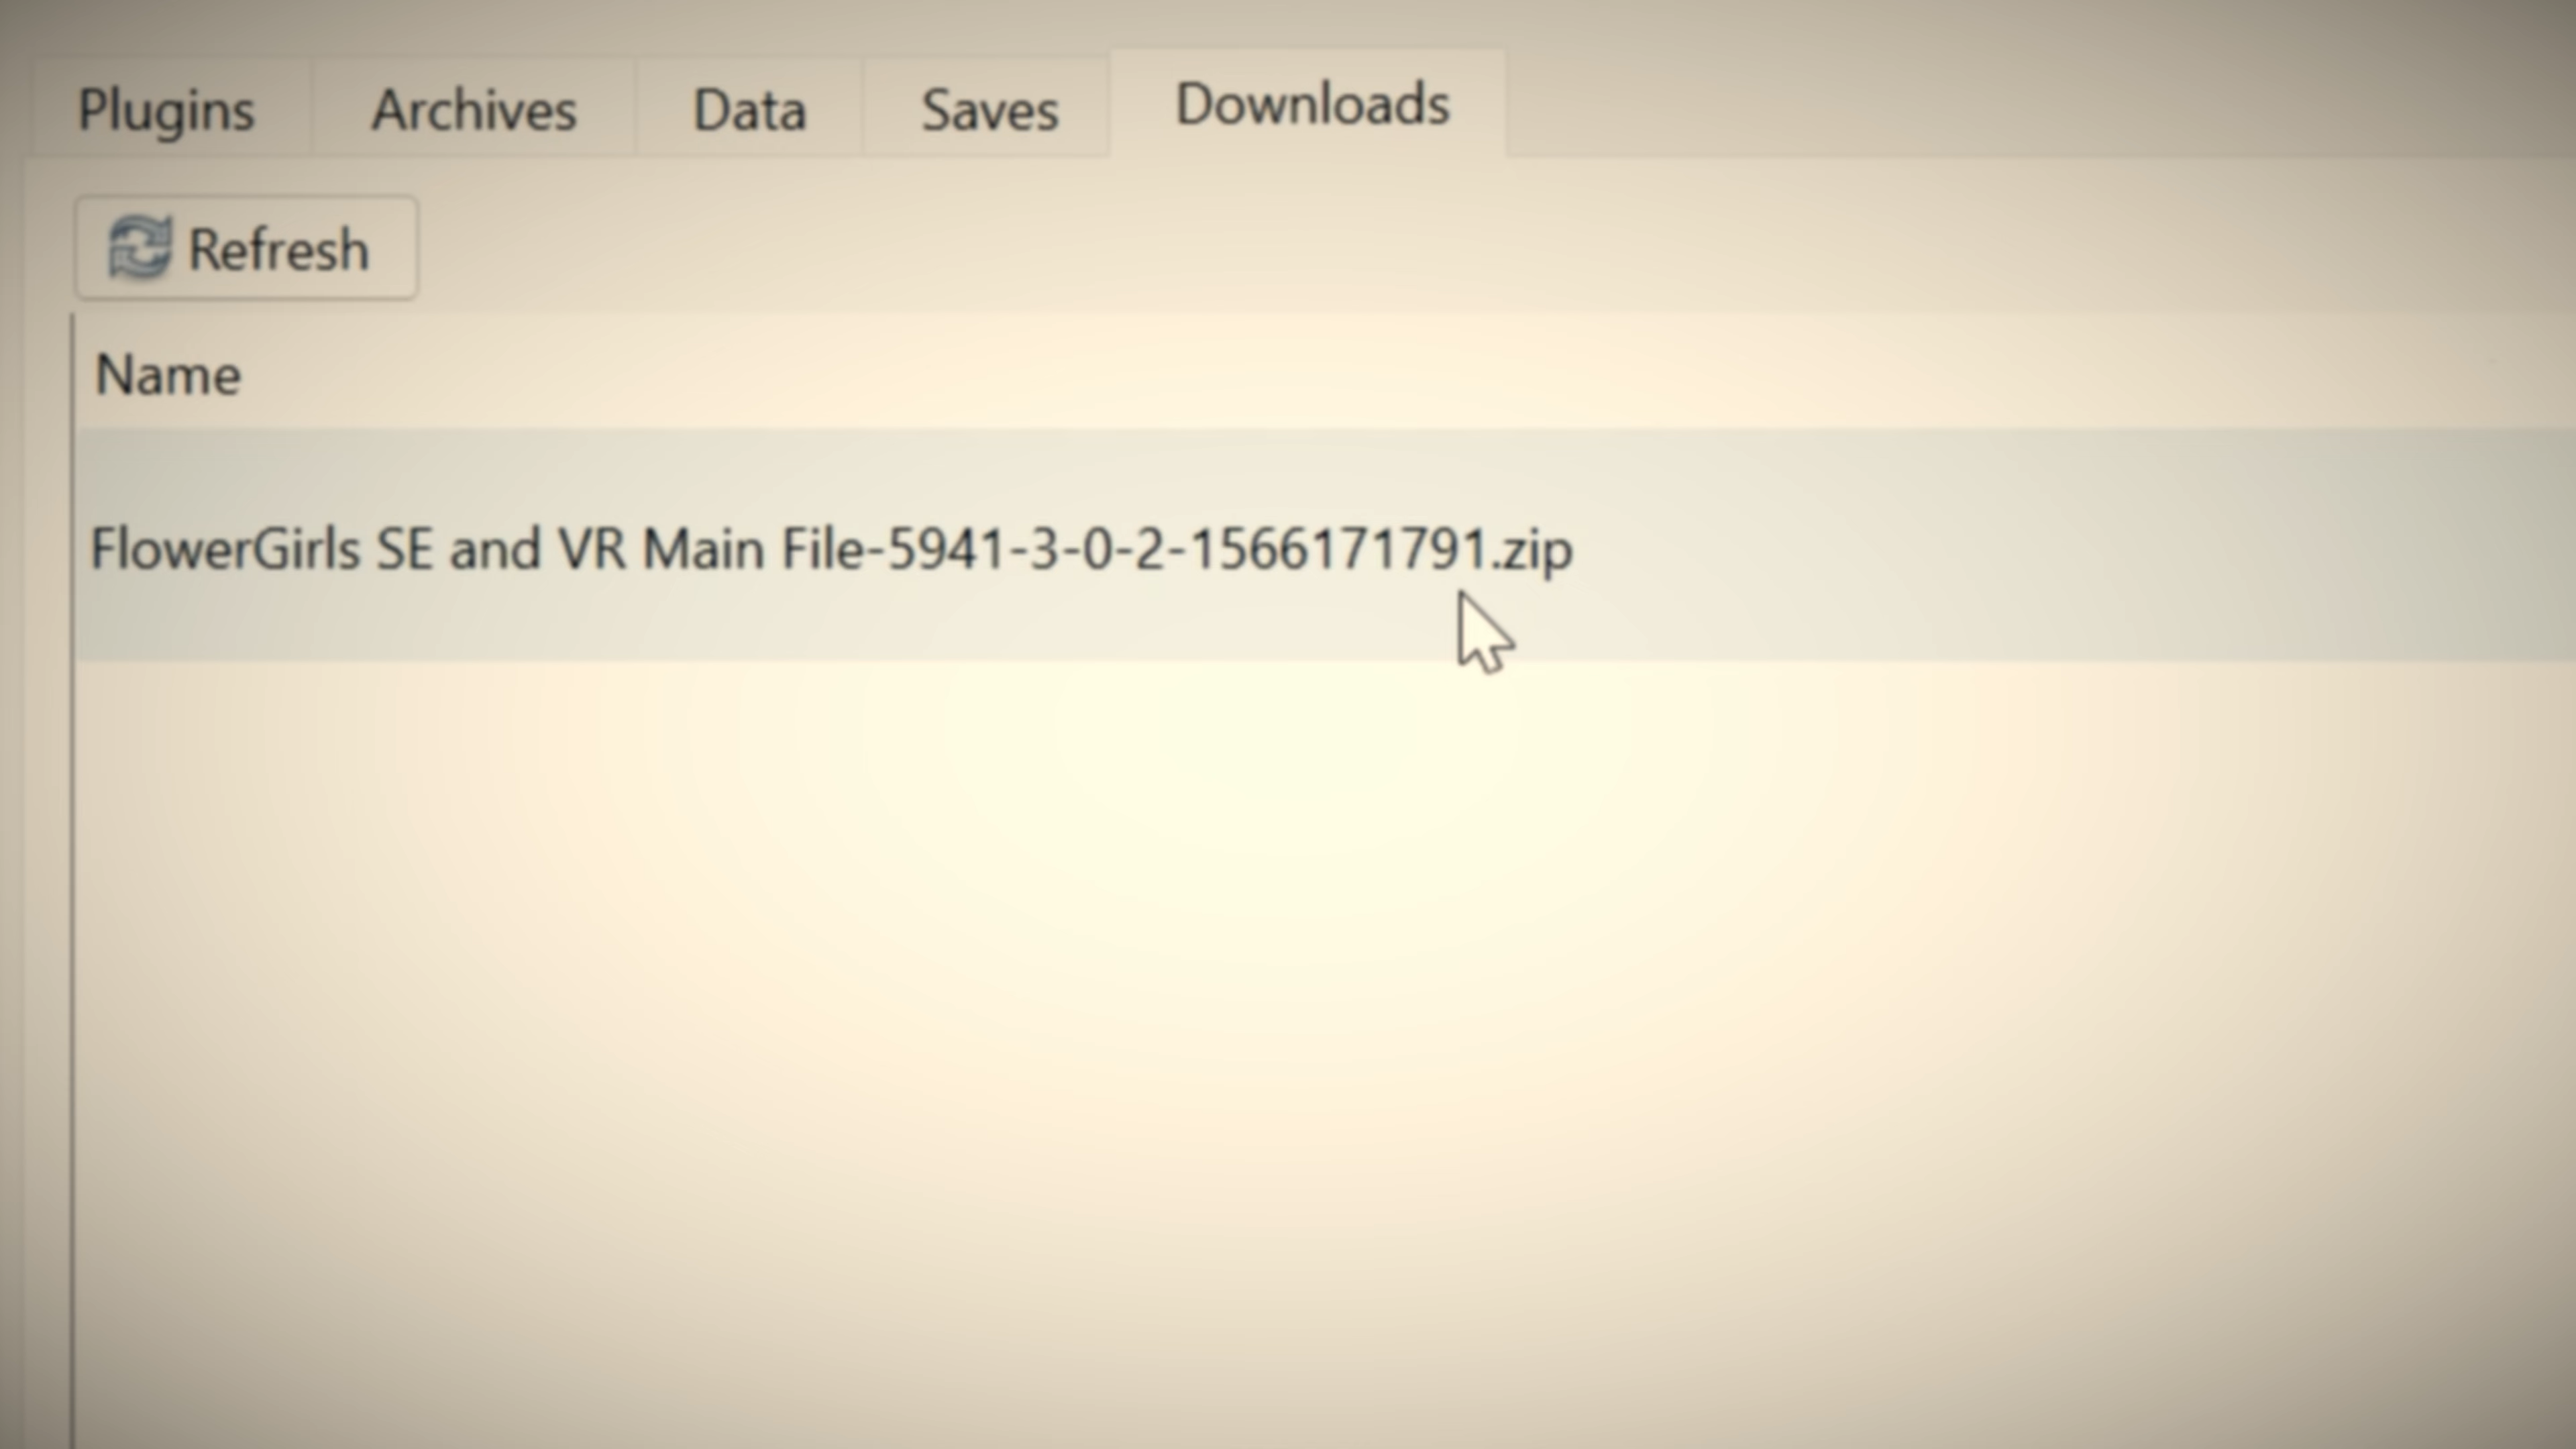 Plugins Archives Data Saves Downloads
Refresh
Name
FlowerGirls SE and VR Main File-5941-3-0-2-1566171791.zip